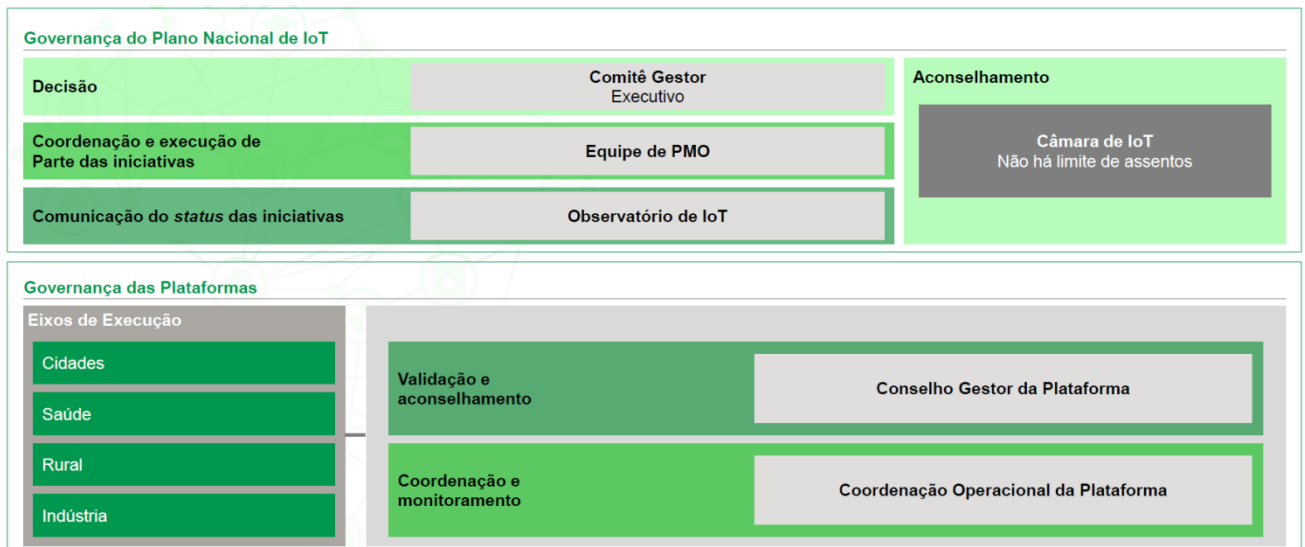 Governança do Plano Nacional de IoT
Decisão
Comitê Gestor
Executivo
Coordenação e execução de
Parte das iniciativas
Equipe de PMO
Comunicação do status das iniciativas
Observatório de IoT
Aconselhamento
Câmara de IoT
Não há limite de assentos
Governança das Plataformas
Eixos de Execução
Cidades
Saúde
Rural
Indústria
Validação e
aconselhamento
Conselho Gestor da Plataforma
Coordenação e
monitoramento
Coordenação Operacional da Plataforma